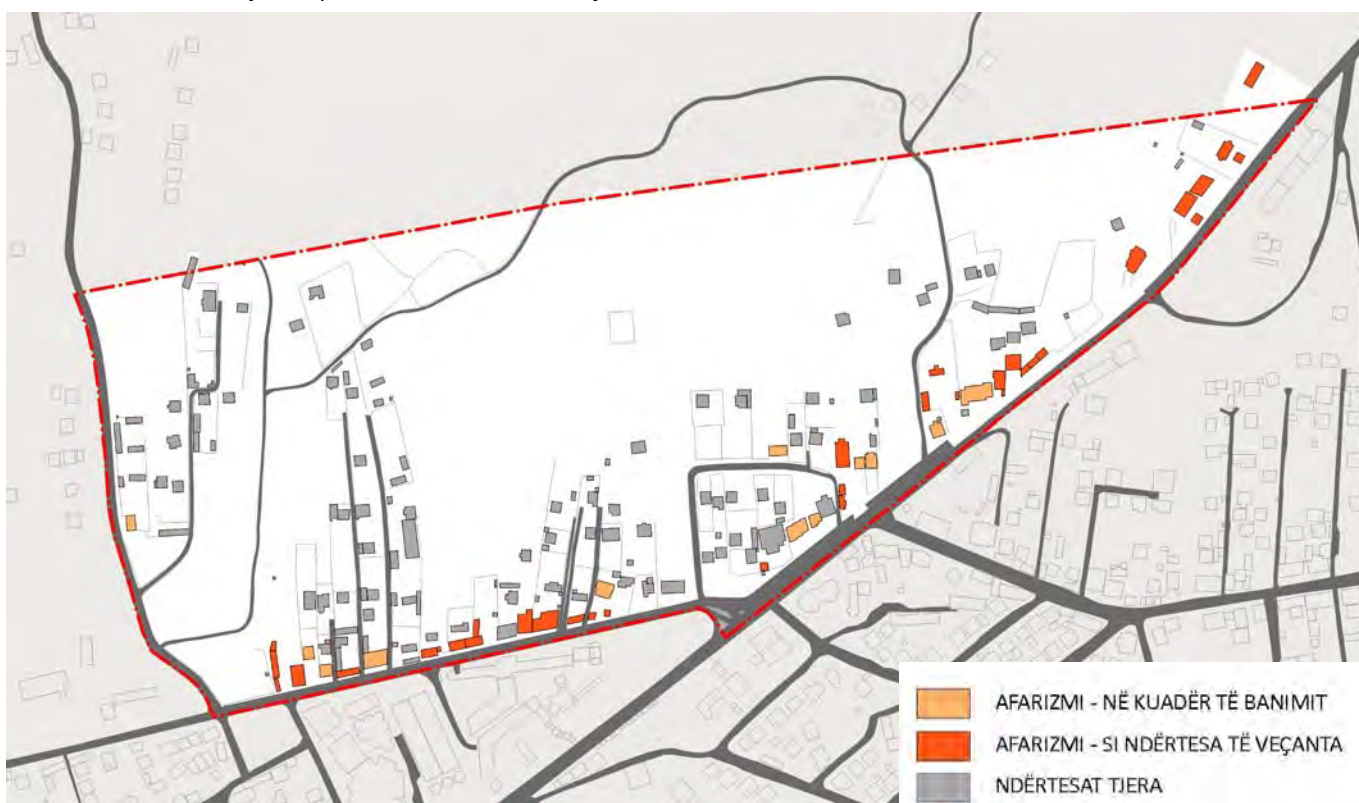 AFARIZMI - NË KUADËR TË BANIMIT
AFARIZMI - SI NDËRTESA TË VEÇANTA
NDËRTESAT TJERA